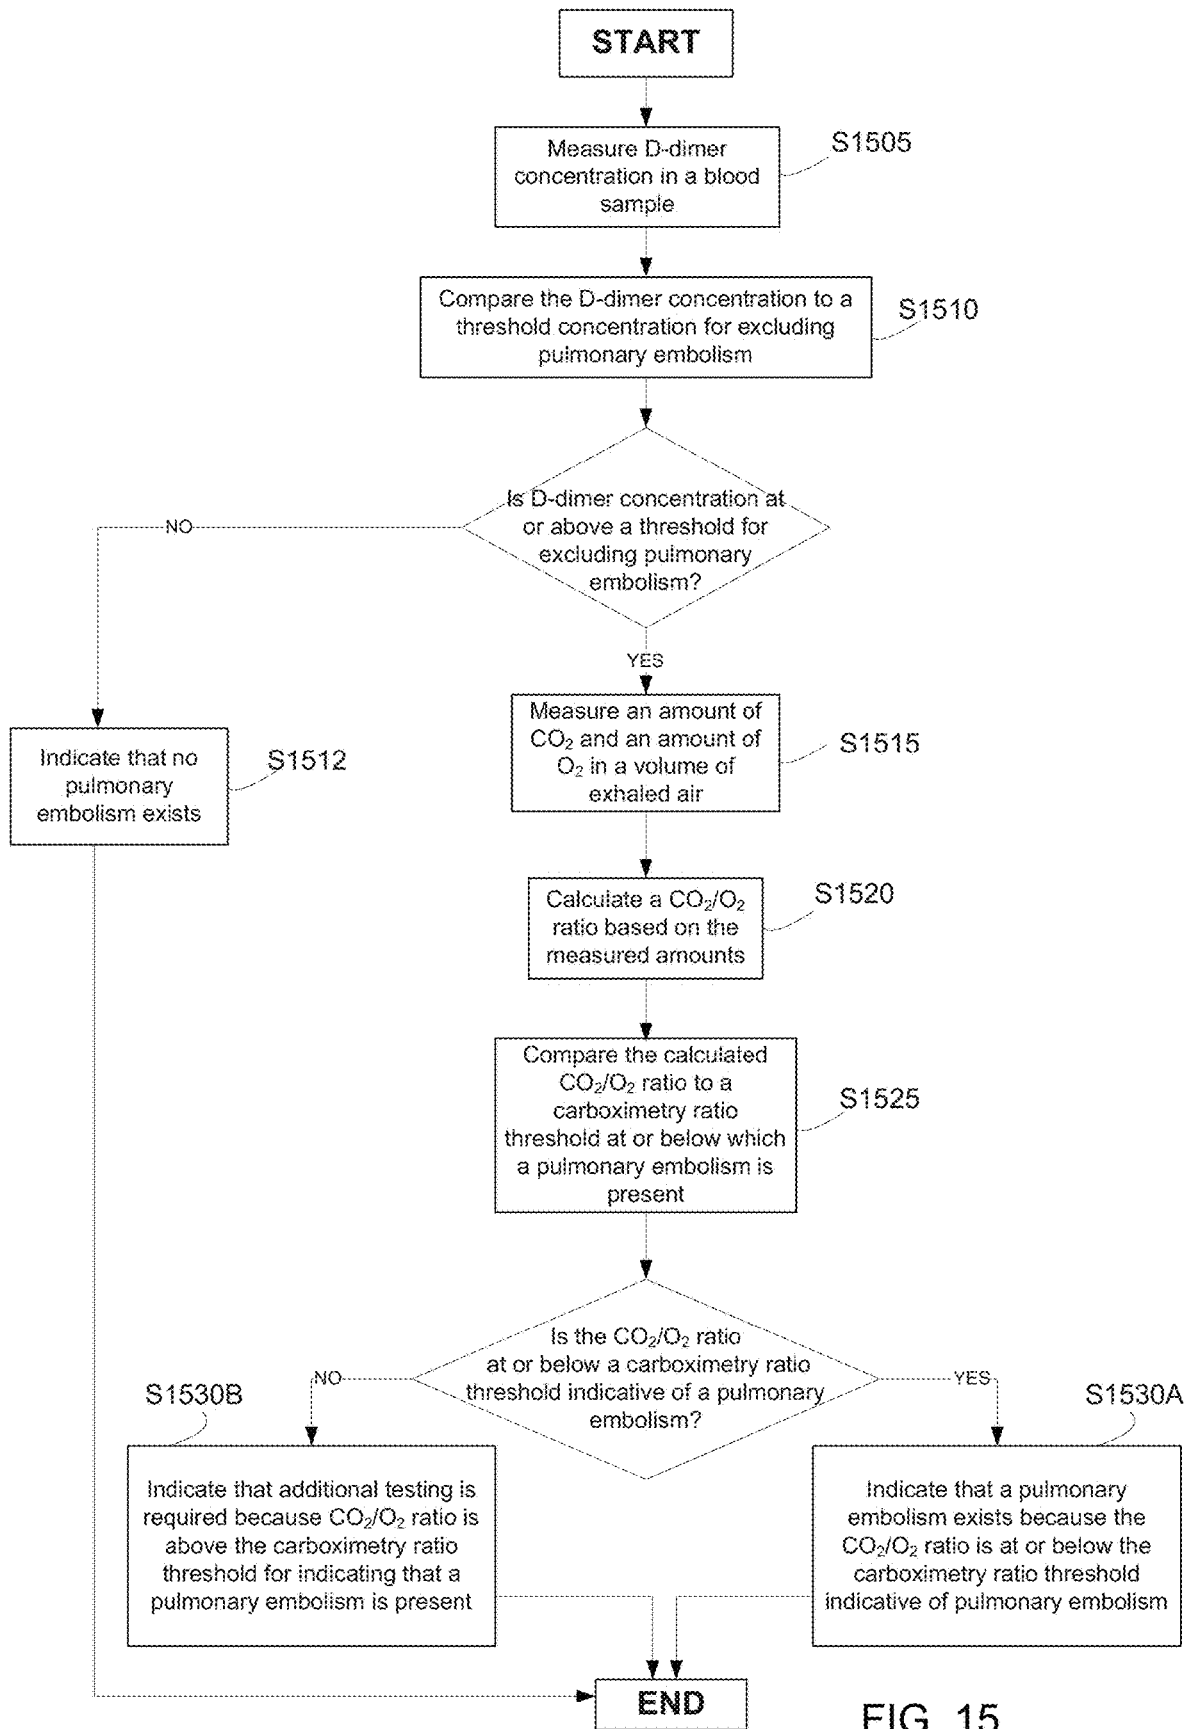 START
Measure D-dimer
concentration in a blood
sample
S1505
Compare the D-dimer concentration to a
threshold concentration for excluding
pulmonary embolism
S1510
Is D-dimer concentration at
or above a threshold for
excluding pulmonary
embolism?
NO
YES
Indicate that no
pulmonary
embolism exists
S1512
Measure an amount of
CO₂ and an amount of
O₂ in a volume of
exhaled air
S1515
Calculate a CO₂/O₂
ratio based on the
measured amounts
S1520
Compare the calculated
CO₂/O₂ ratio to a
carboximetry ratio
threshold at or below which
a pulmonary embolism is
present
S1525
Is the CO₂/O₂ ratio
at or below a carboximetry ratio
threshold indicative of a pulmonary
embolism?
NO
YES
S1530B
Indicate that additional testing is
required because CO₂/O₂ ratio is
above the carboximetry ratio
threshold for indicating that a
pulmonary embolism is present
S1530A
Indicate that a pulmonary
embolism exists because the
CO₂/O₂ ratio is at or below the
carboximetry ratio threshold
indicative of pulmonary embolism
END
FIG. 15